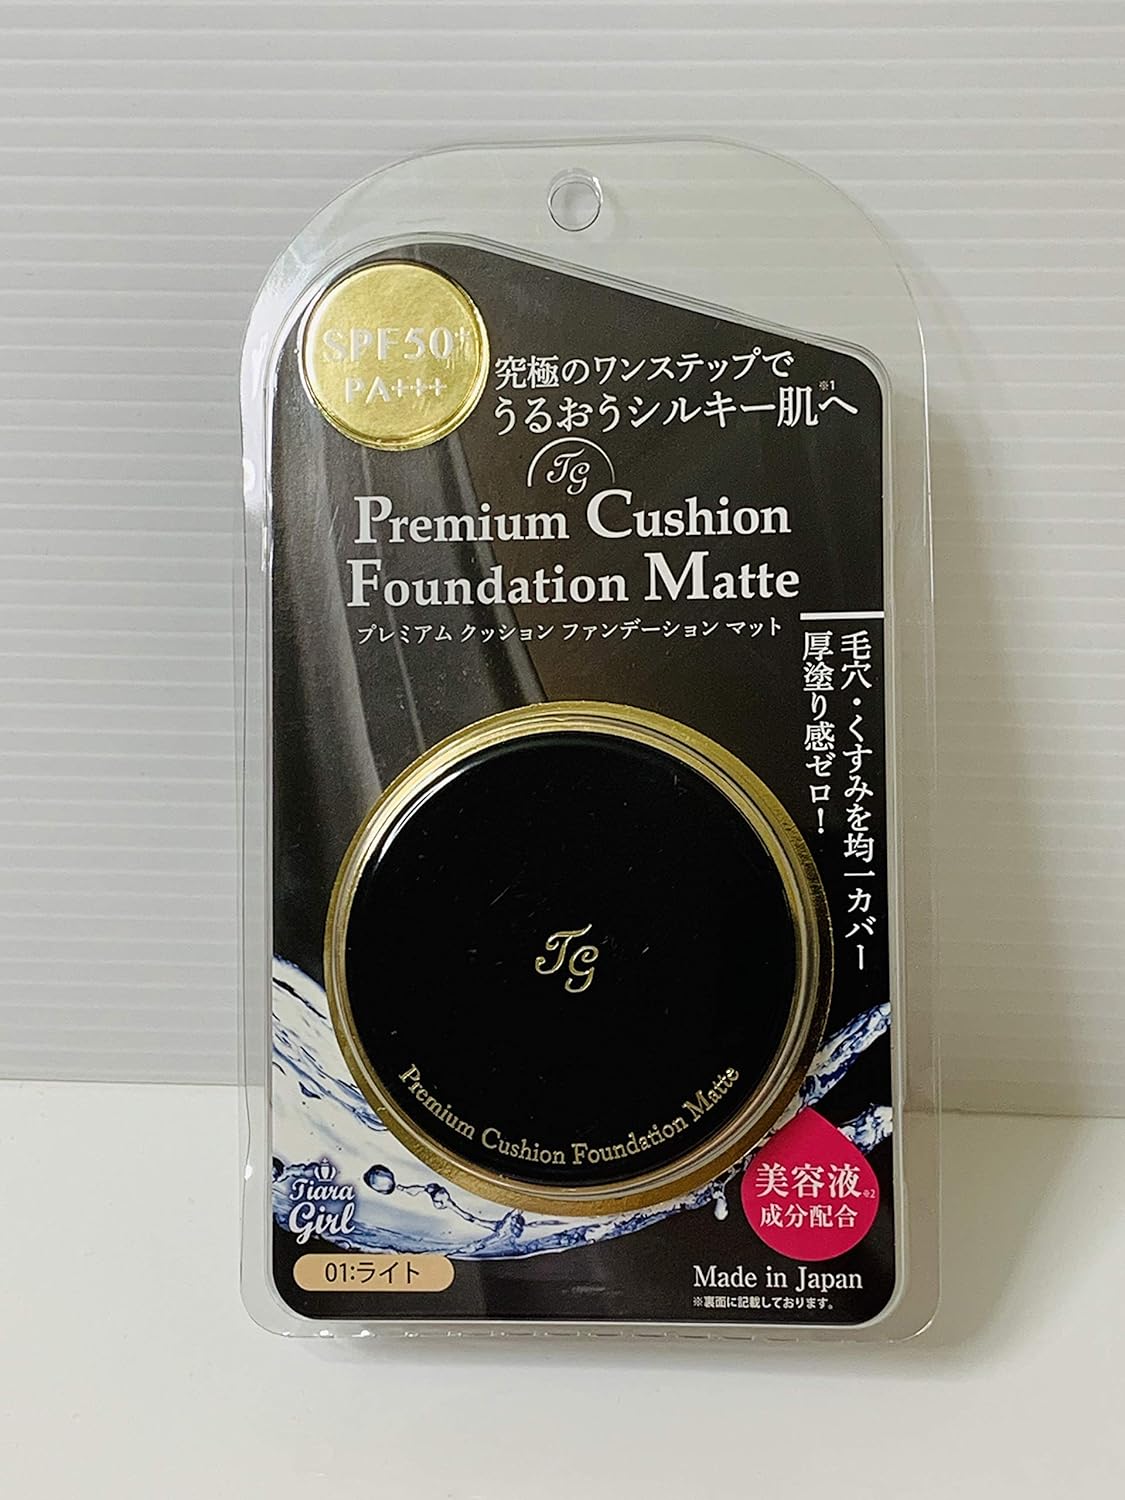 SPF50+
PA+++
究極のワンステップで
うるおうシルキー肌へ※1
TG
Premium Cushion
Foundation Matte
プレミアム クッション ファンデーション マット
毛穴・くすみを均一カバー
厚塗り感ゼロ!
TG
Premium Cushion Foundation Matte
美容液※2
成分配合
Tiara
Girl
01:ライト
Made in Japan
※裏面に記載しております。